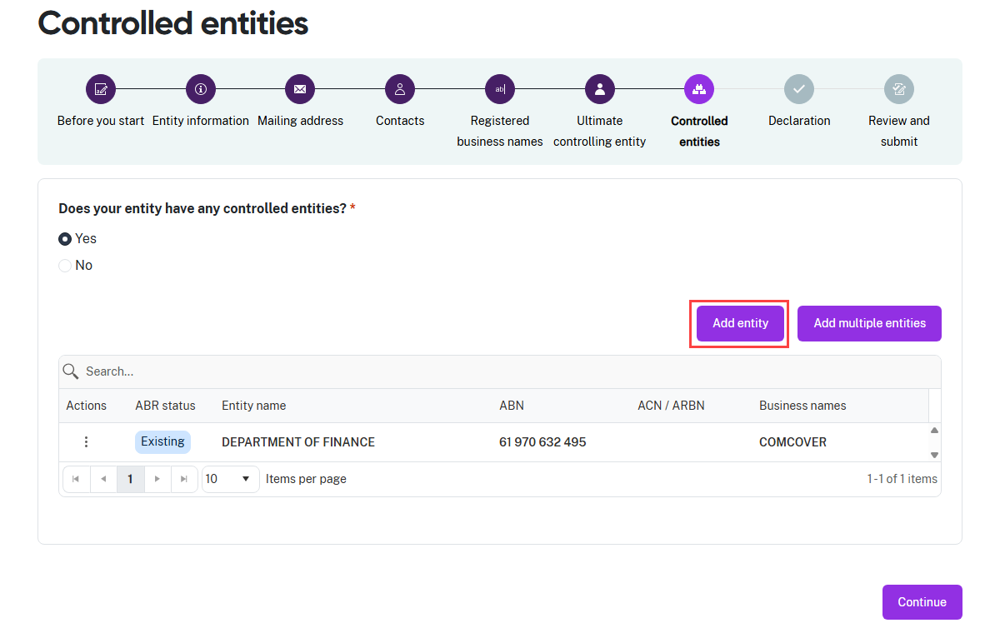 Controlled entities
Before you start
Entity information
Mailing address
Contacts
Registered
business names
Ultimate
controlling entity
Controlled
entities
Declaration
Review and
submit
Does your entity have any controlled entities? *
Yes
No
Add entity
Add multiple entities
Search...
Actions ABR status Entity name ABN ACN / ARBN Business names
Existing DEPARTMENT OF FINANCE 61 970 632 495 COMCOVER
1 10 Items per page 1 - 1 of 1 items
Continue